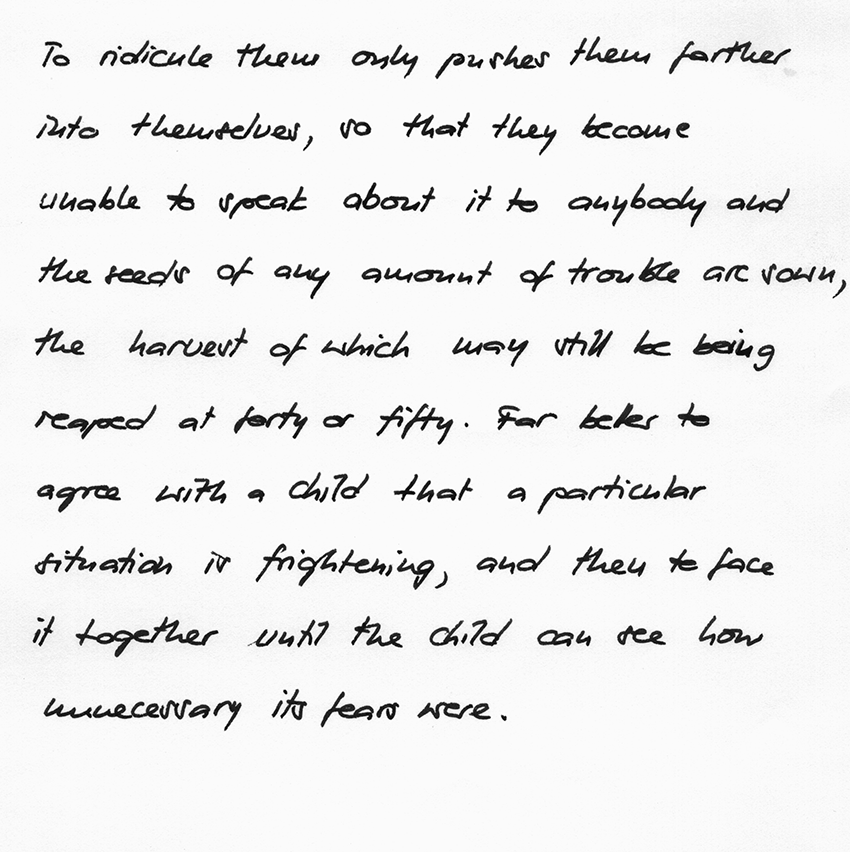 To ridicule them only pushes them farther
into themselves, so that they become
unable to speak about it to anybody and
the seeds of any amount of trouble are sown,
the harvest of which may still be being
reaped at forty or fifty. Far better to
agree with a child that a particular
situation is frightening, and then to face
it together until the child can see how
unnecessary its fears were.